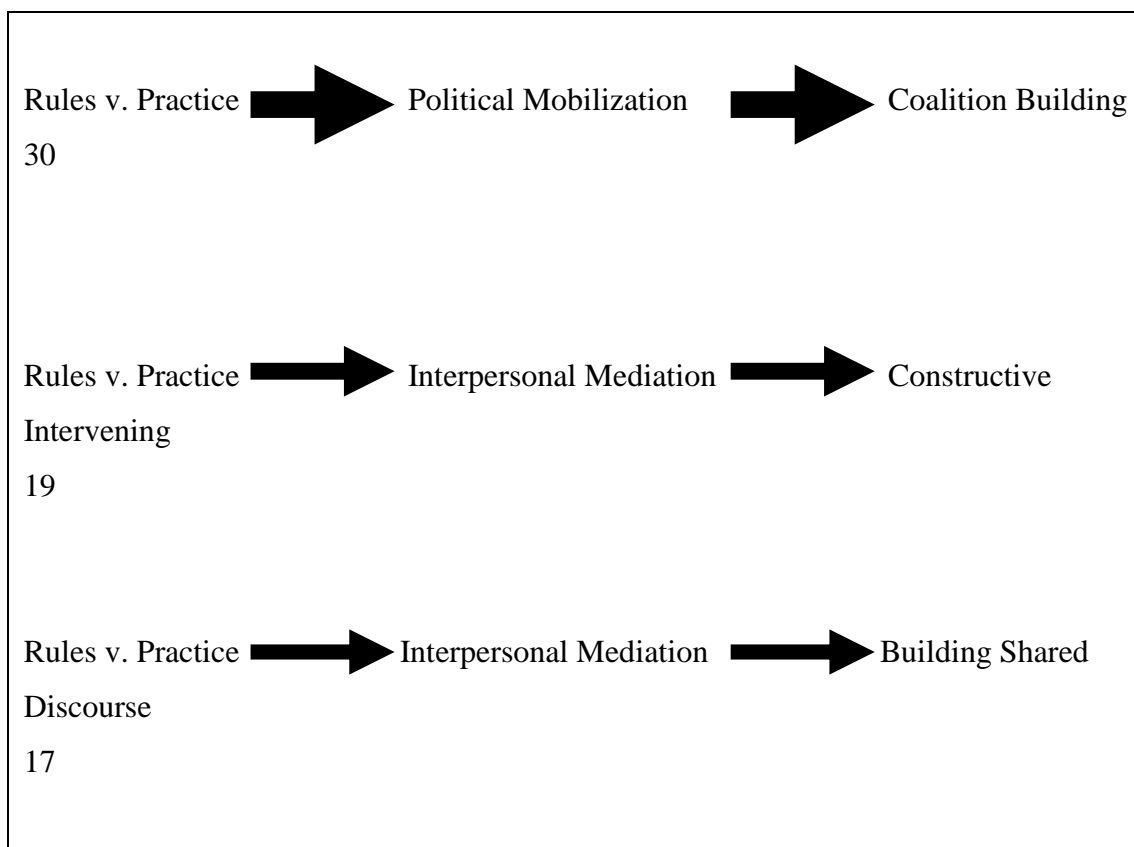 Rules v. Practice Political Mobilization Coalition Building
30
Rules v. Practice Interpersonal Mediation Constructive
Intervening
19
Rules v. Practice Interpersonal Mediation Building Shared
Discourse
17